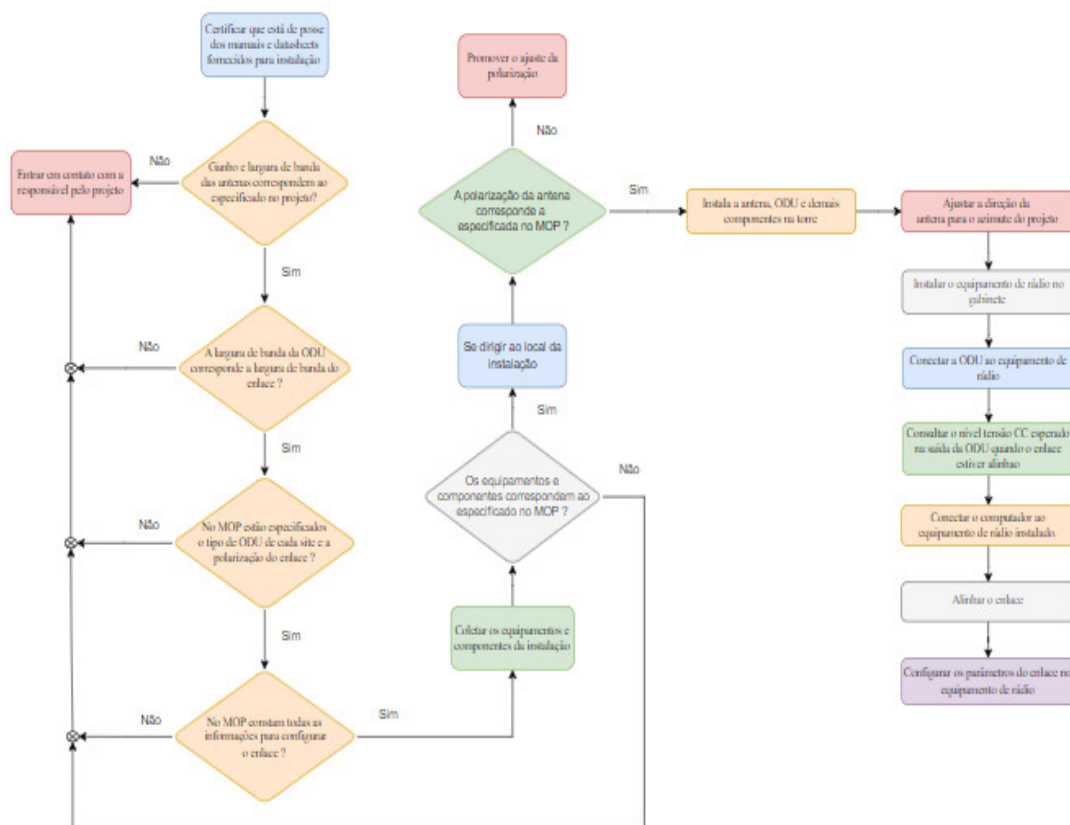 Certificar que está de posse
dos manuais e datasheets
fornecidos para instalação
Ganho e largura de banda
das antenas correspondem ao
especificado no projeto?
Não
Entrar em contato com a
responsável pelo projeto
Sim
A largura de banda da ODU
corresponde a largura de banda do
enlace ?
Não
Sim
No MOP estão especificados
o tipo de ODU de cada site e a
polarização do enlace ?
Não
Sim
No MOP constam todas as
informações para configurar
o enlace ?
Não
Sim
Coletar os equipamentos e
componentes da instalação
Os equipamentos e
componentes correspondem ao
especificado no MOP ?
Não
Sim
Se dirigir ao local da
instalação
A polarização da antena
corresponde a
especificada no MOP ?
Não
Promover o ajuste da
polarização
Sim
Instala a antena, ODU e demais
componentes na torre
Ajustar a direção da
antena para o azimute do projeto
Instalar o equipamento de rádio no
gabinete
Conectar a ODU ao equipamento de
rádio
Consultar o nível tensão CC esperado
na saída da ODU quando o enlace
estiver alinhao
Conectar o computador ao
equipamento de rádio instalado.
Alinhar o enlace
Configurar os parâmetros do enlace no
equipamento de rádio